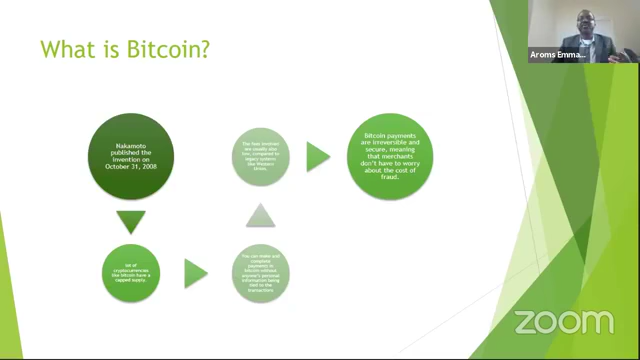 What is Bitcoin?
Aroms Emma...
Nakamoto
published the
invention on
October 31, 2008
lot of
cryptocurrencies
like bitcoin have a
capped supply.
You can make and
complete
payments in
bitcoin without
anyone's personal
information being
tied to the
transactions
The fees involved
are usually also
low, compared to
legacy systems
like Western
Union.
Bitcoin payments
are irreversible and
secure, meaning
that merchants
don't have to worry
about the cost of
fraud.
zoom